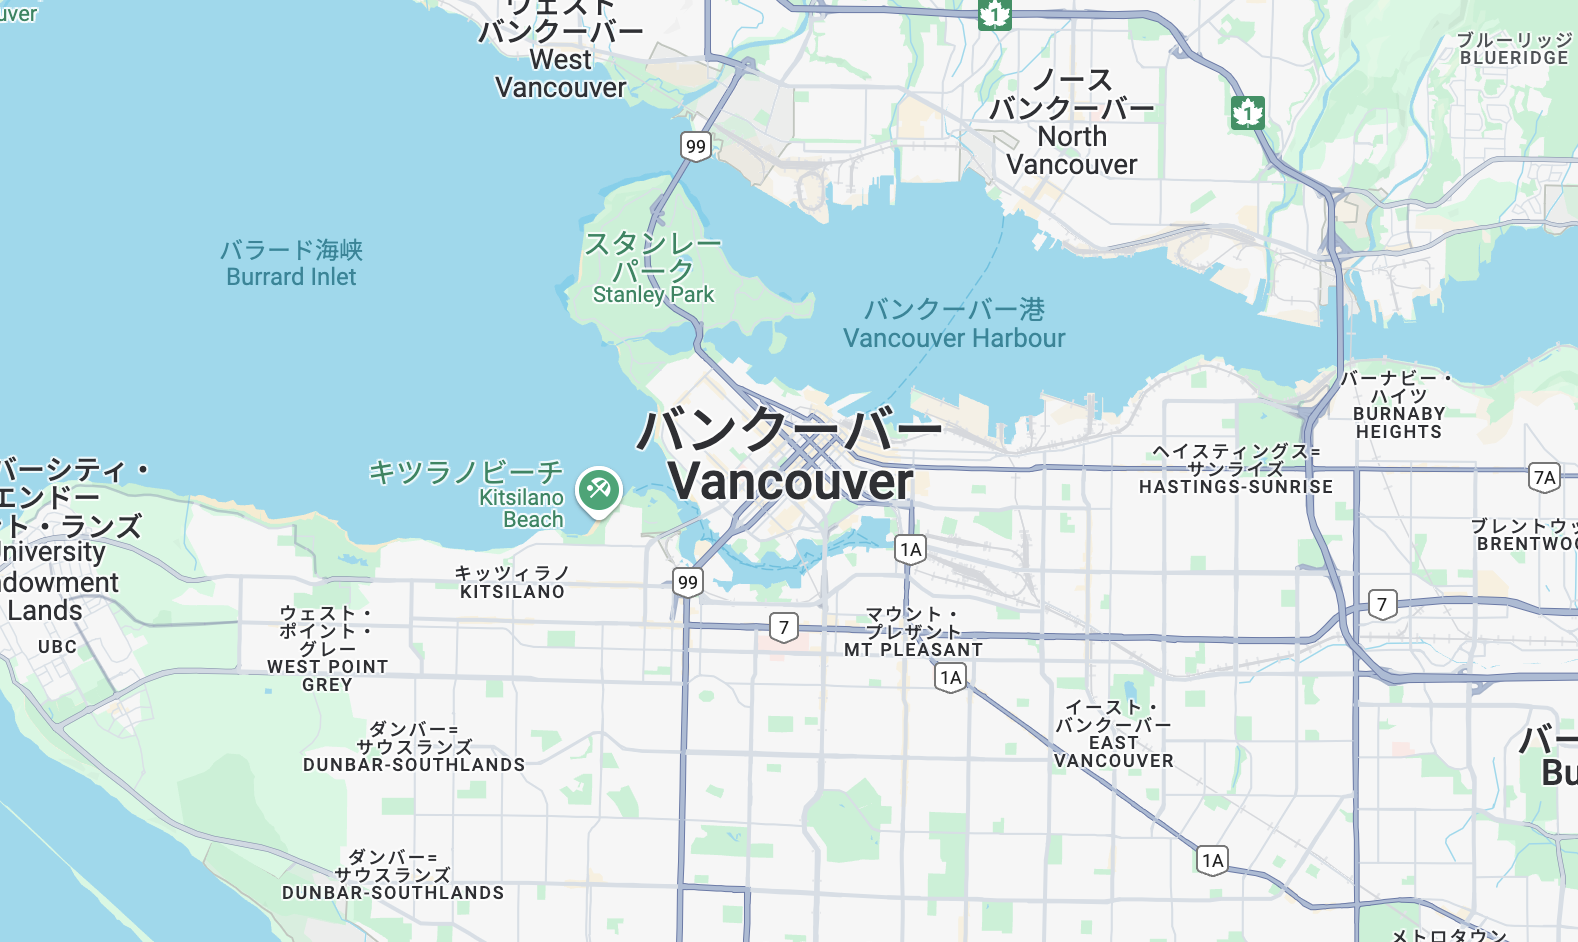 uver
ウェスト
バンクーバー
West
Vancouver
1
ブルーリッジ
BLUERIDGE
ノース
バンクーバー
North
Vancouver
1
99
スタンレー
パーク
Stanley Park
バラード海峡
Burrard Inlet
バンクーバー港
Vancouver Harbour
バーナビー・
ハイツ
BURNABY
HEIGHTS
バンクーバー
Vancouver
ヘイスティングス=
サンライズ
HASTINGS-SUNRISE
7A
キツラノビーチ
Kitsilano
Beach
バーシティ・
エンドー
ト・ランズ
University
ndowment
Lands
UBC
ブレントウッ
BRENTWOO
1A
キッツィラノ
KITSILANO
99
7
ウェスト・
ポイント・
グレー
WEST POINT
GREY
7
マウント・
プレザント
MT PLEASANT
1A
イースト・
バンクーバー
EAST
VANCOUVER
ダンバー=
サウスランズ
DUNBAR-SOUTHLANDS
バー
Bu
1A
ダンバー=
サウスランズ
DUNBAR-SOUTHLANDS
メトロタウン